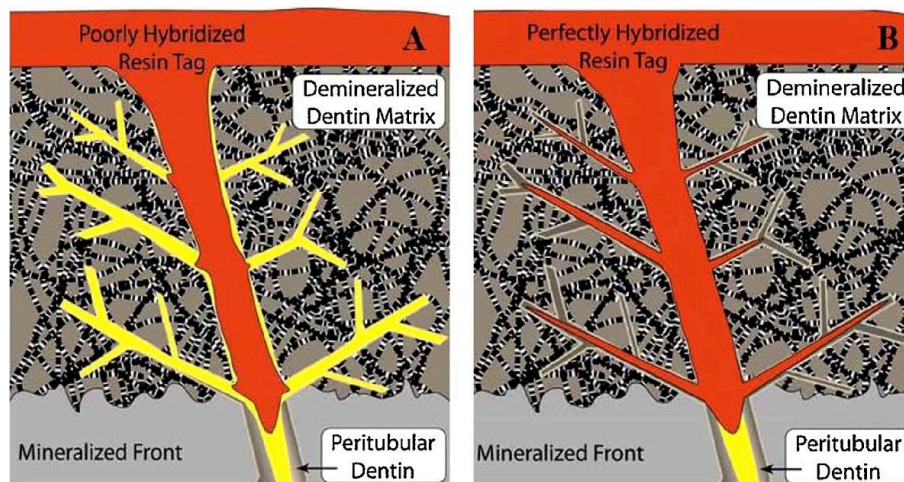 Poorly Hybridized
Resin Tag
A
Demineralized
Dentin Matrix
Mineralized Front
Peritubular
Dentin
Perfectly Hybridized
Resin Tag
B
Demineralized
Dentin Matrix
Mineralized Front
Peritubular
Dentin